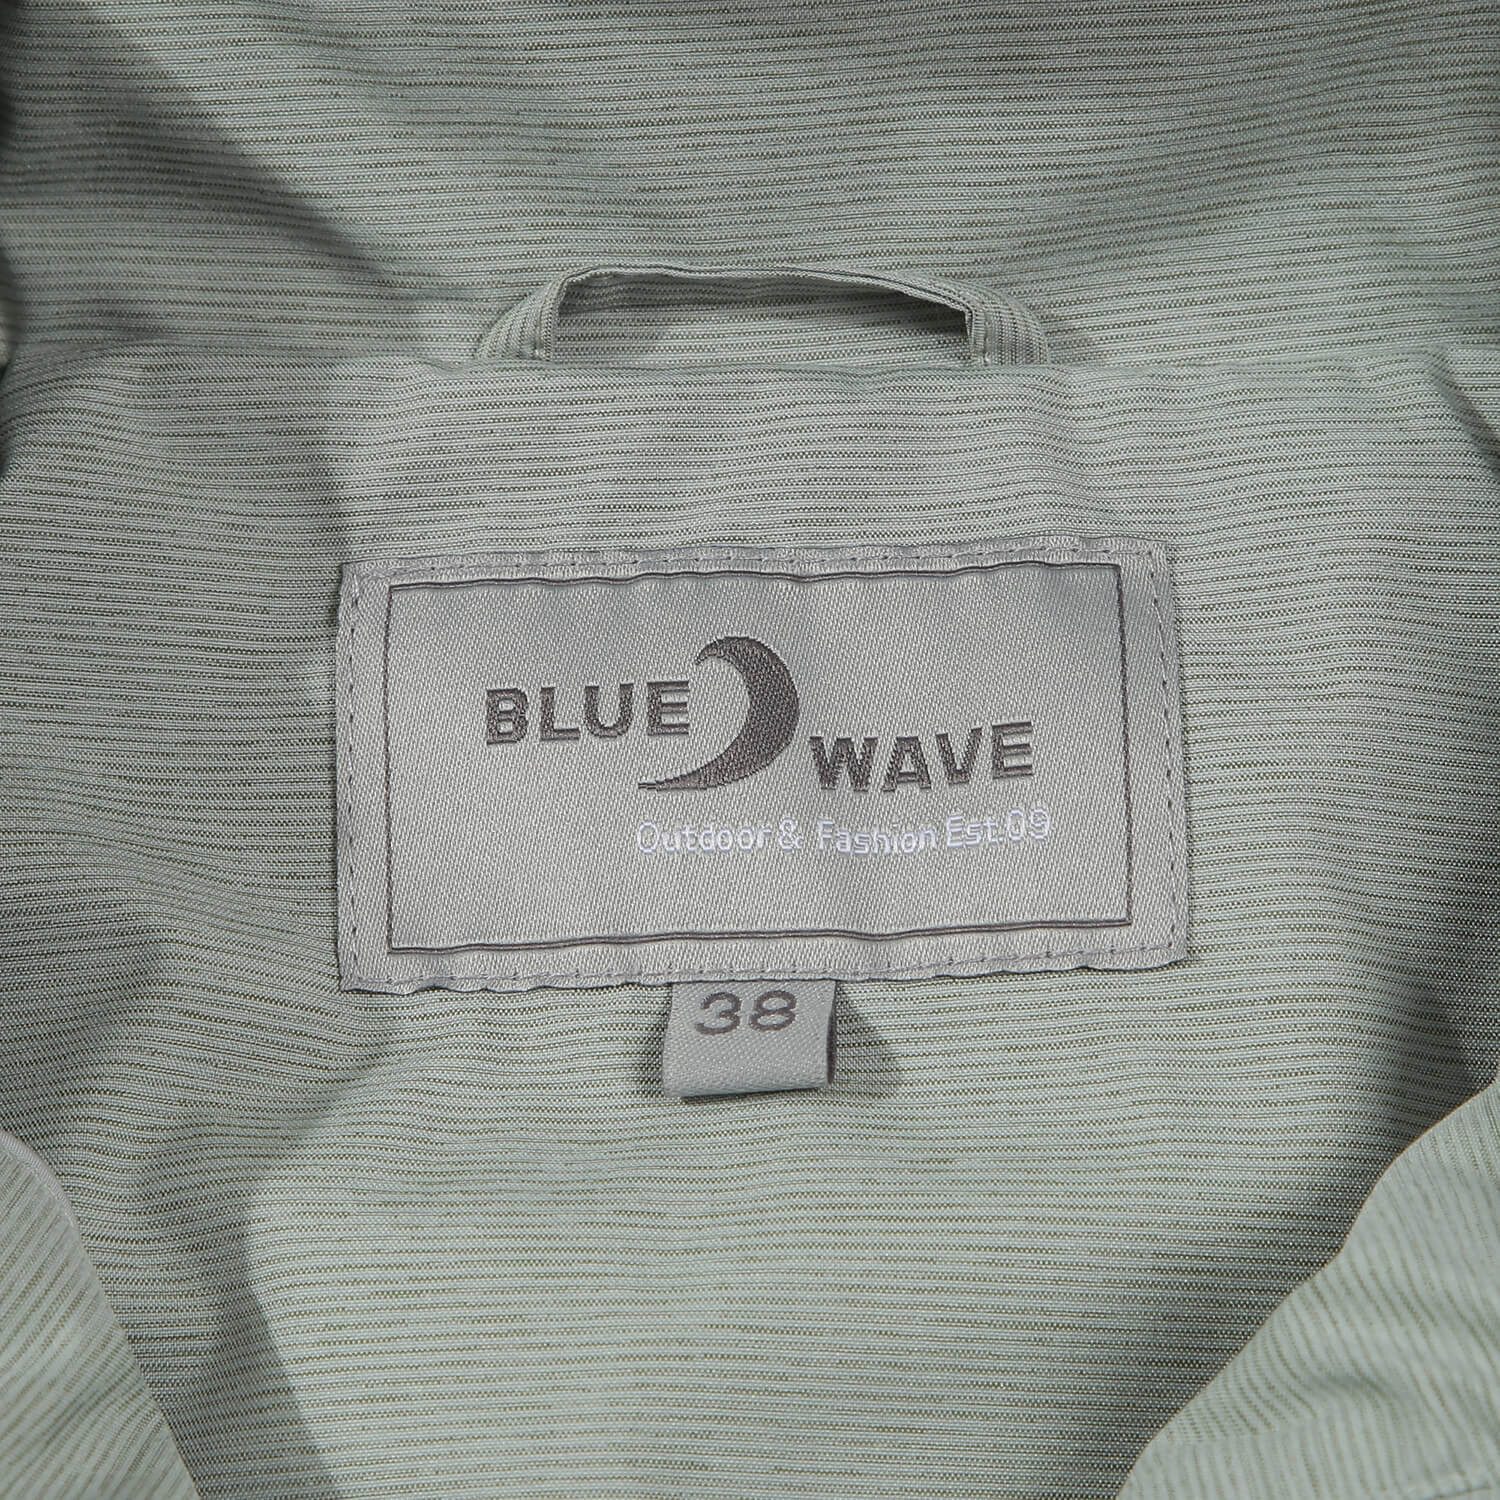 BLUE WAVE
Outdoor & Fashion Est.09
38